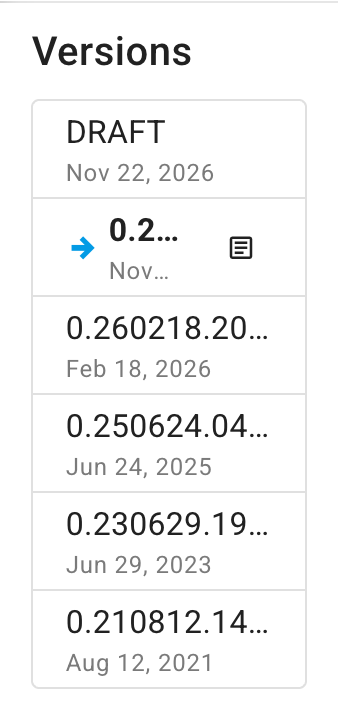 Versions
DRAFT
Nov 22, 2026
0.2...
Nov...
0.260218.20...
Feb 18, 2026
0.250624.04...
Jun 24, 2025
0.230629.19...
Jun 29, 2023
0.210812.14...
Aug 12, 2021